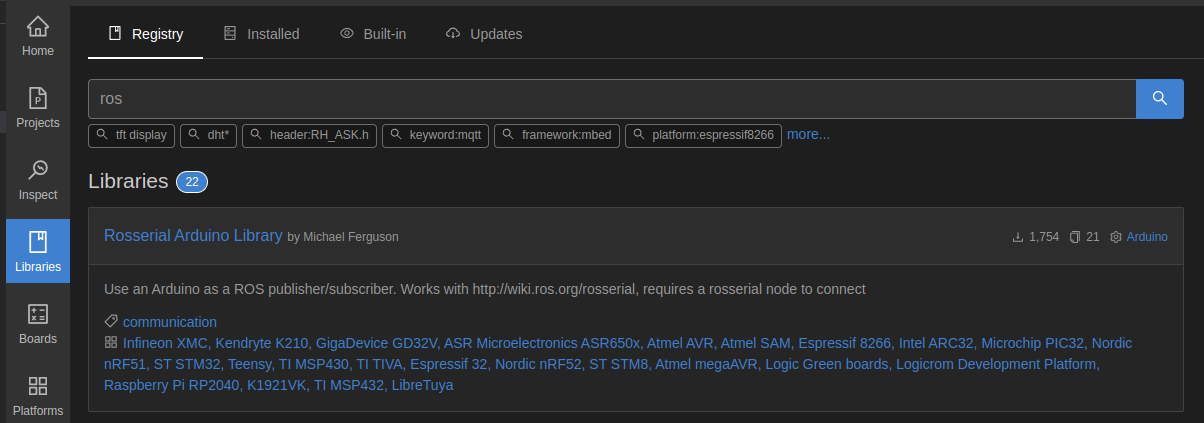 Home
Projects
Inspect
Libraries
Boards
Platforms
Registry Installed Built-in Updates
ros
tft display dht* header:RH_ASK.h keyword:mqtt framework:mbed platform:espressif8266 more...
Libraries 22
Rosserial Arduino Library by Michael Ferguson 1,754 21 Arduino
Use an Arduino as a ROS publisher/subscriber. Works with http://wiki.ros.org/rosserial, requires a rosserial node to connect
communication
Infineon XMC, Kendryte K210, GigaDevice GD32V, ASR Microelectronics ASR650x, Atmel AVR, Atmel SAM, Espressif 8266, Intel ARC32, Microchip PIC32, Nordic
nRF51, ST STM32, Teensy, TI MSP430, TI TIVA, Espressif 32, Nordic nRF52, ST STM8, Atmel megaAVR, Logic Green boards, Logicrom Development Platform,
Raspberry Pi RP2040, K1921VK, TI MSP432, LibreTuya